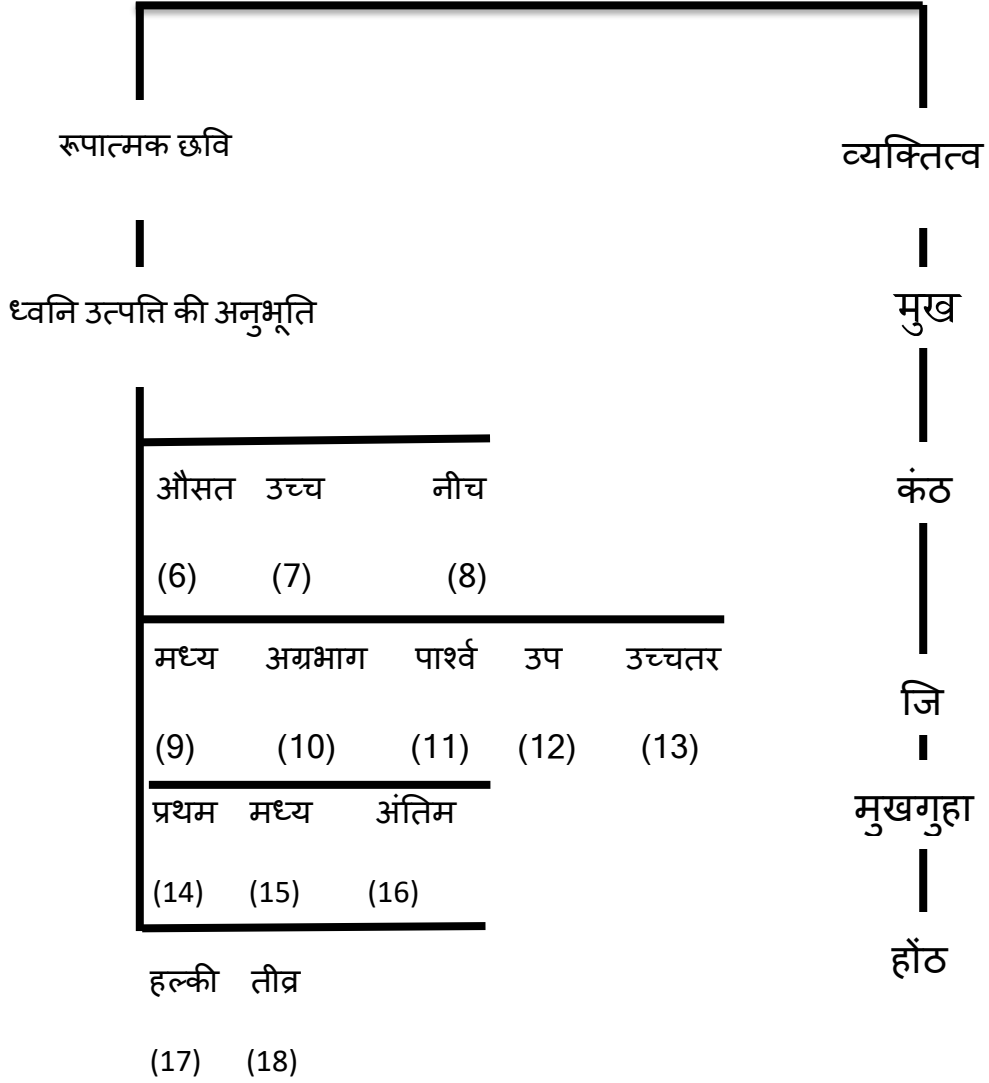 रूपात्मक छवि व्यक्तित्व
ध्वनि उत्पत्ति की अनुभूति मुख
औसत उच्च नीच कंठ
(6) (7) (8)
मध्य अग्रभाग पार्श्व उप उच्चतर
जि
(9) (10) (11) (12) (13)
प्रथम मध्य अंतिम मुखगुहा
(14) (15) (16)
होंठ
हल्की तीव्र
(17) (18)